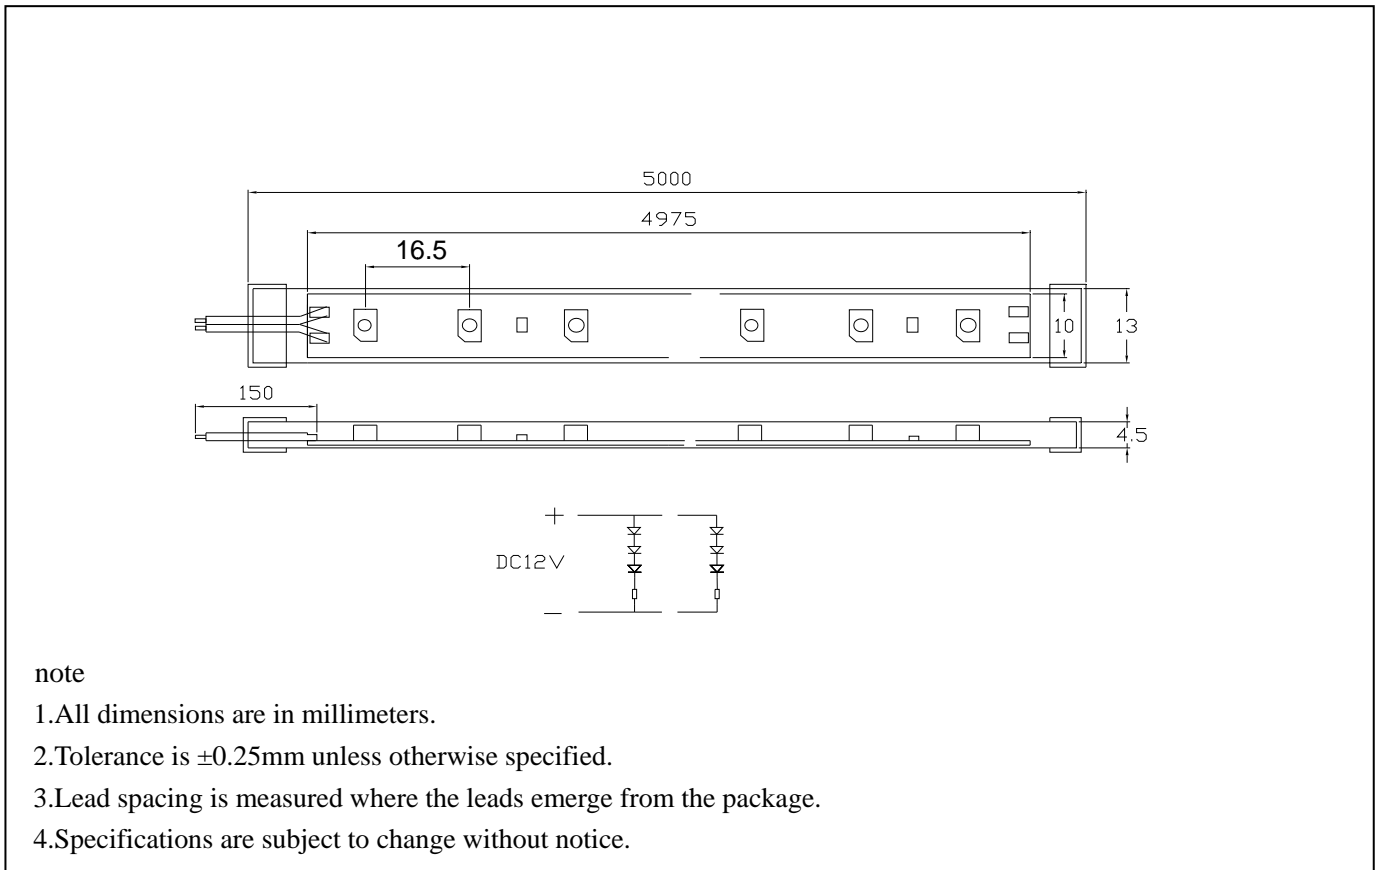 5000
4975
16.5
10
13
150
4.5
+
DC12V
—
note
1.All dimensions are in millimeters.
2.Tolerance is ±0.25mm unless otherwise specified.
3.Lead spacing is measured where the leads emerge from the package.
4.Specifications are subject to change without notice.